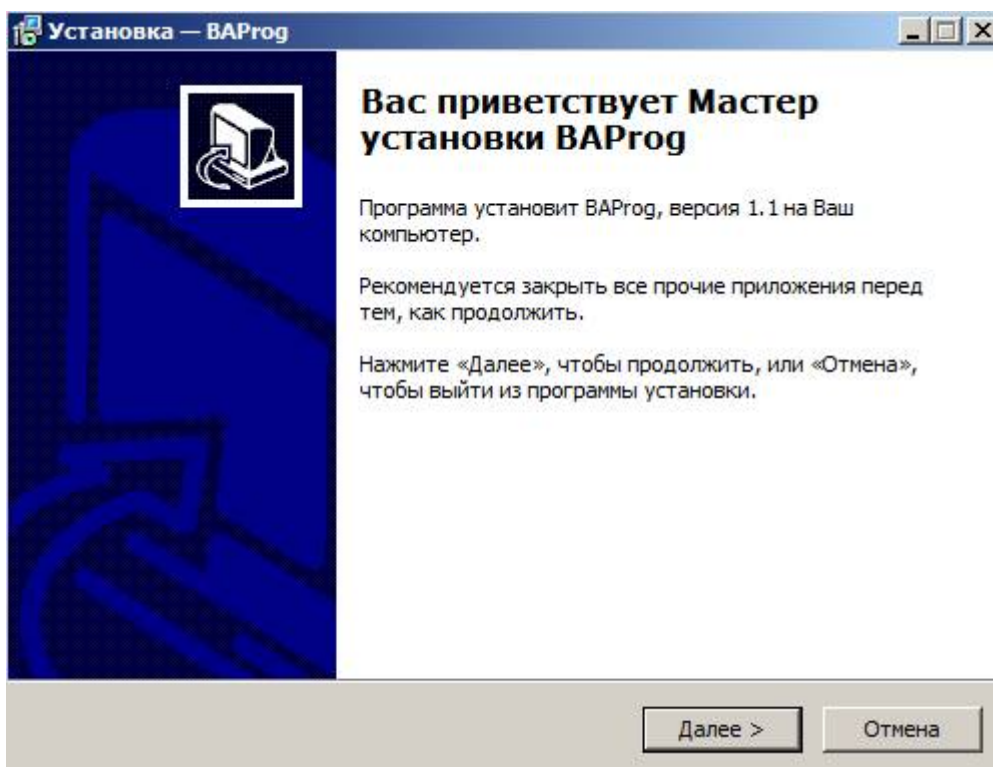 Установка — BAProg
Вас приветствует Мастер
установки BAProg
Программа установит BAProg, версия 1.1 на Ваш
компьютер.
Рекомендуется закрыть все прочие приложения перед
тем, как продолжить.
Нажмите «Далее», чтобы продолжить, или «Отмена»,
чтобы выйти из программы установки.
Далее >
Отмена